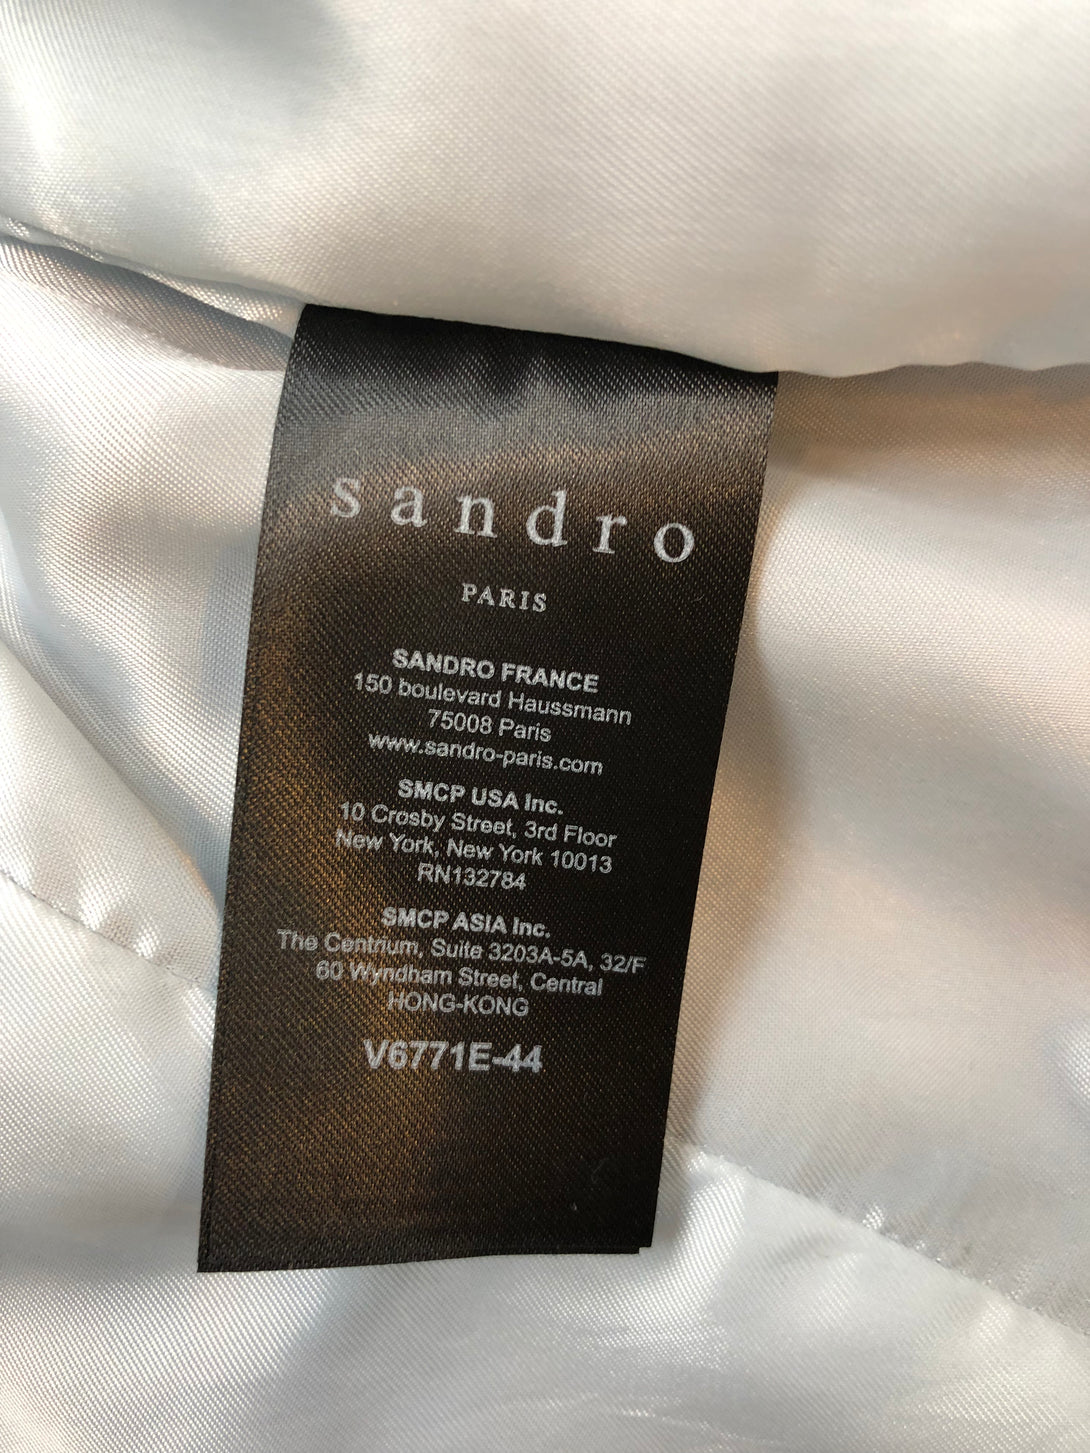 sandro
PARIS
SANDRO FRANCE
150 boulevard Haussmann
75008 Paris
www.sandro-paris.com
SMCP USA Inc.
10 Crosby Street, 3rd Floor
New York, New York 10013
RN132784
SMCP ASIA Inc.
The Centrium, Suite 3203A-5A, 32/F
60 Wyndham Street, Central
HONG-KONG
V6771E-44